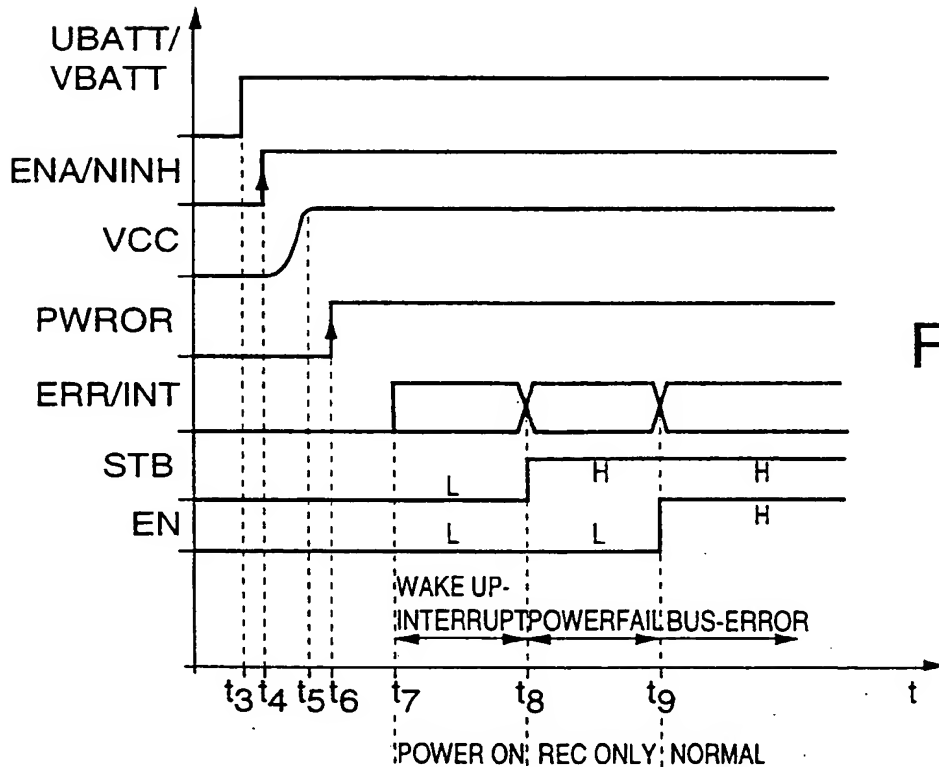 UBATT/
VBATT
ENA/NINH
VCC
PWROR
F
ERR/INT
STB
L H H
EN
L L H
WAKE UP-
INTERRUPT POWERFAIL BUS-ERROR
t3 t4 t5 t6 t7 t8 t9 t
POWER ON REC ONLY NORMAL